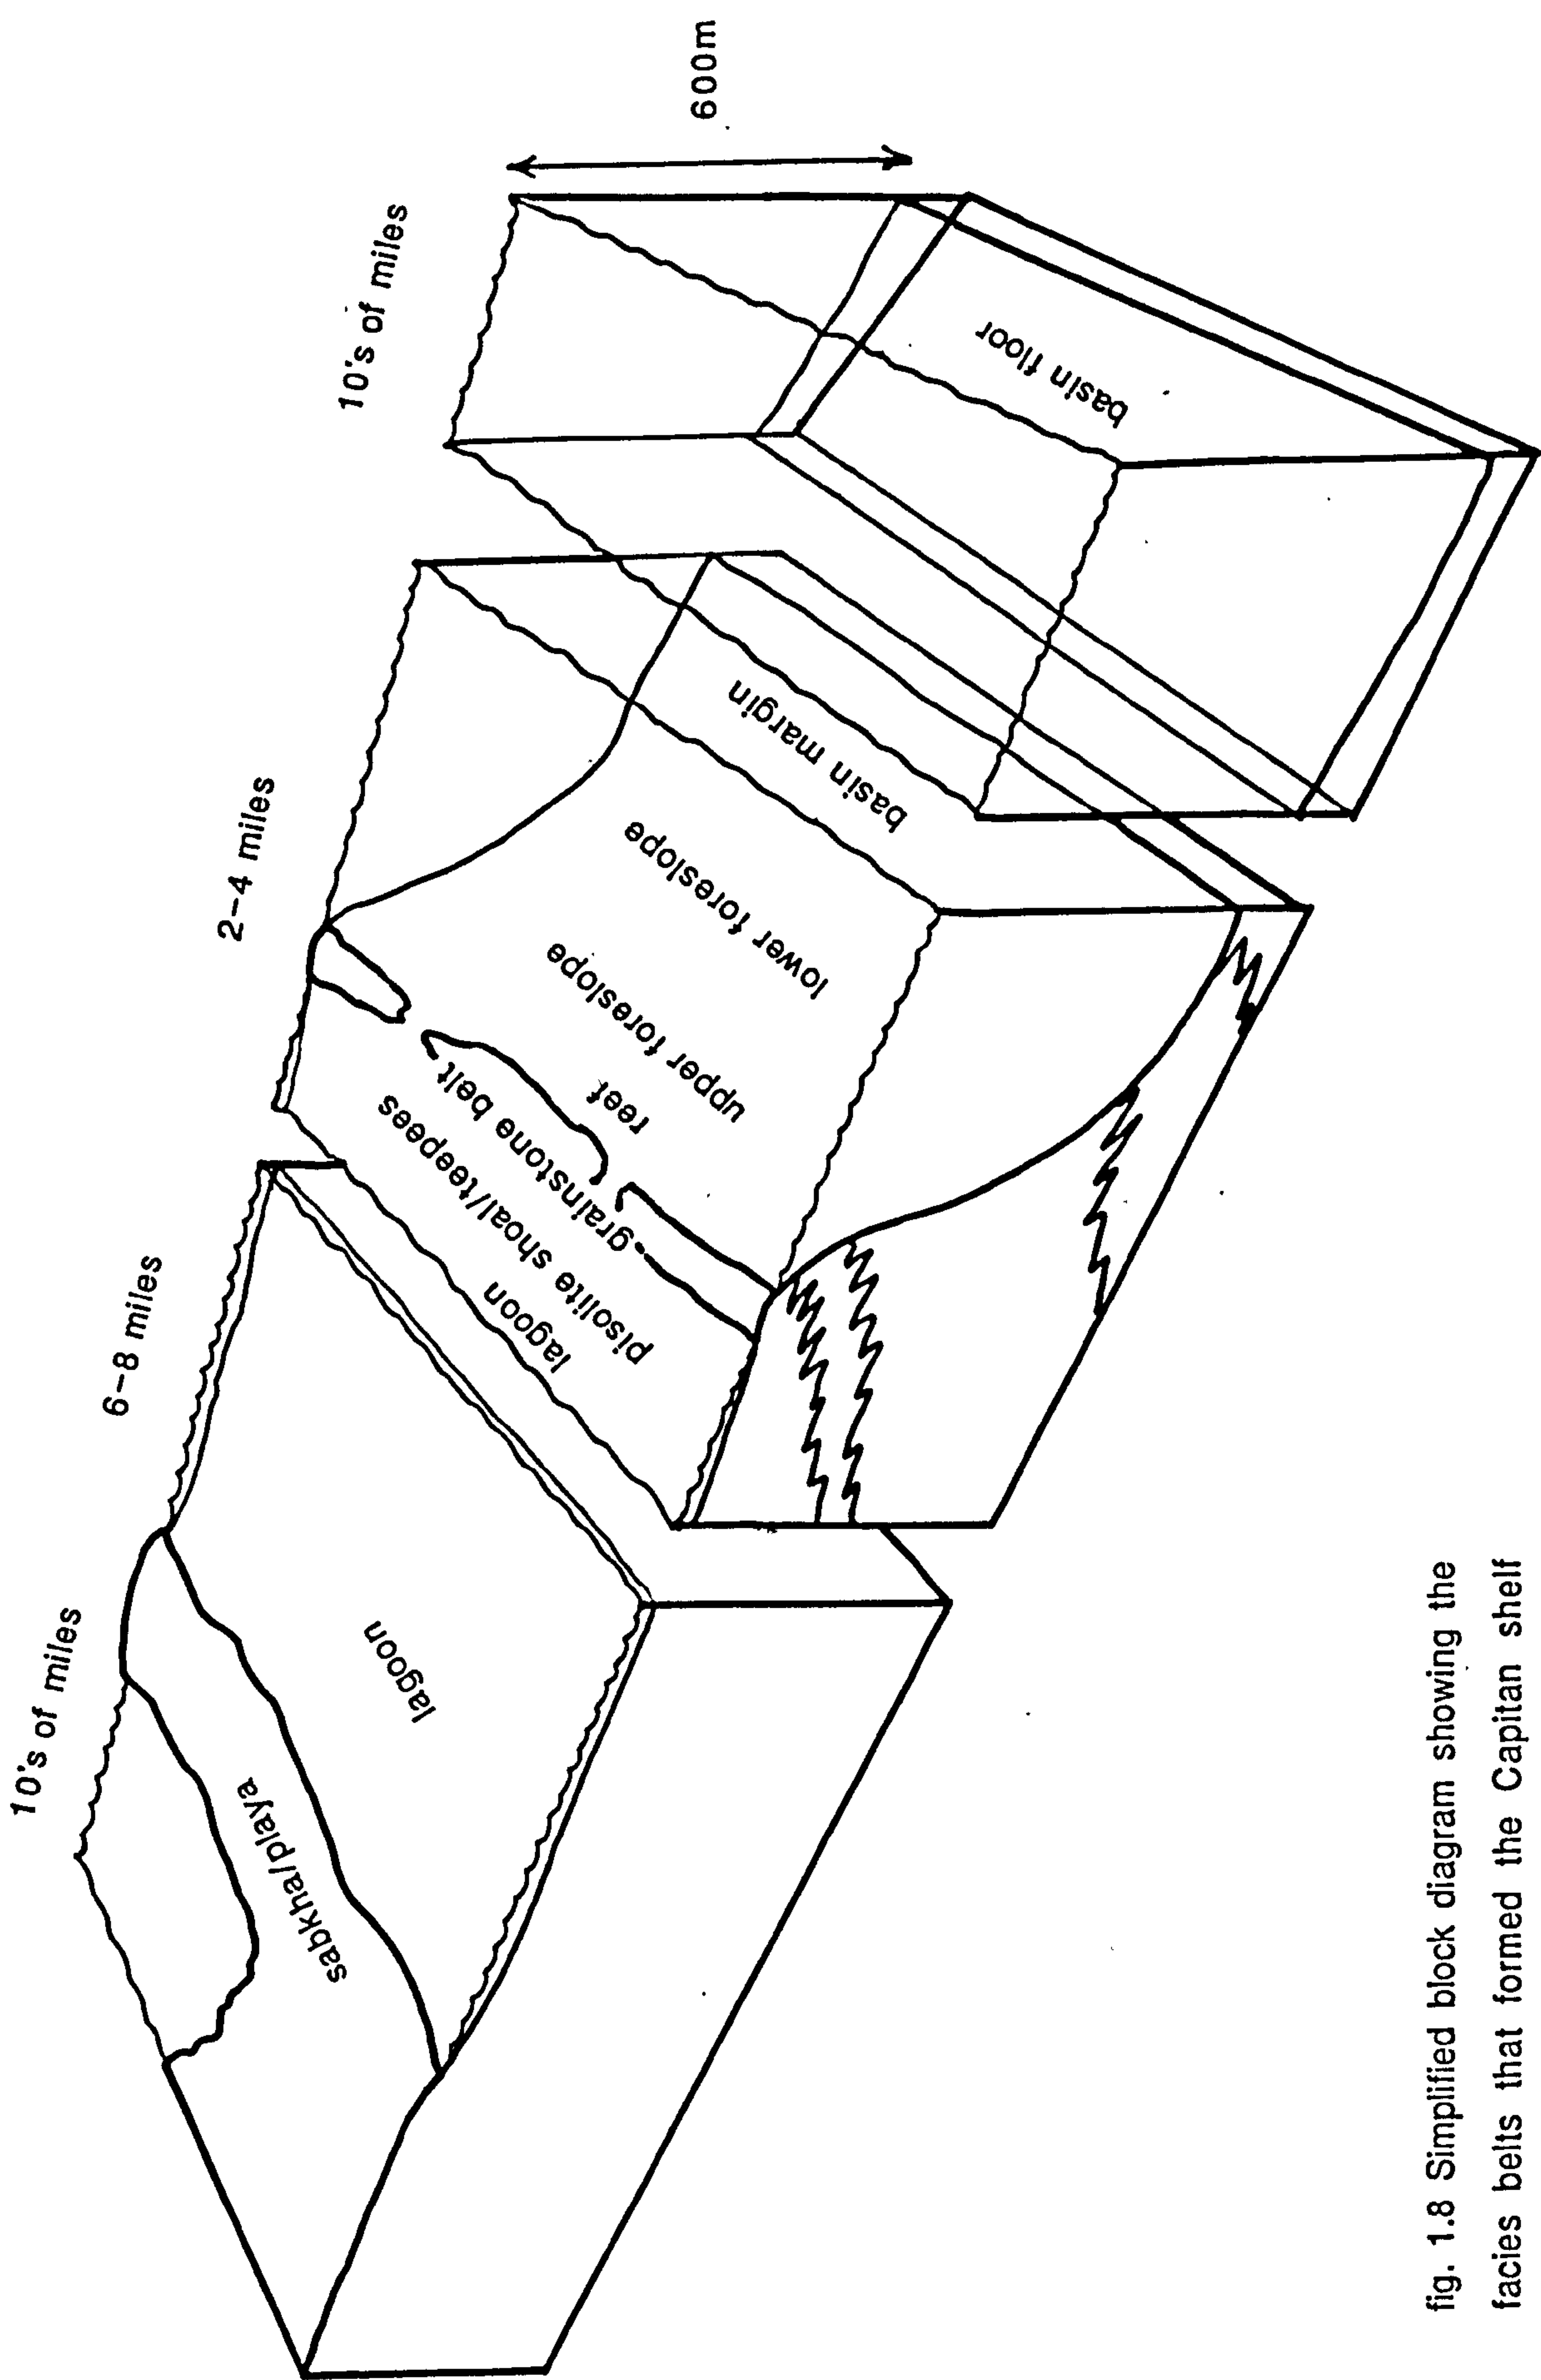 10's of miles
6-8 miles
2-4 miles
10's of miles
600m
sabkha/playa
lagoon
lagoon
pisolite shoal/teepees
grainstone belt
reef
upper foreslope
lower foreslope
basin margin
basin floor
fig. 1.8 Simplified block diagram showing the
facies belts that formed the Capitan shelf